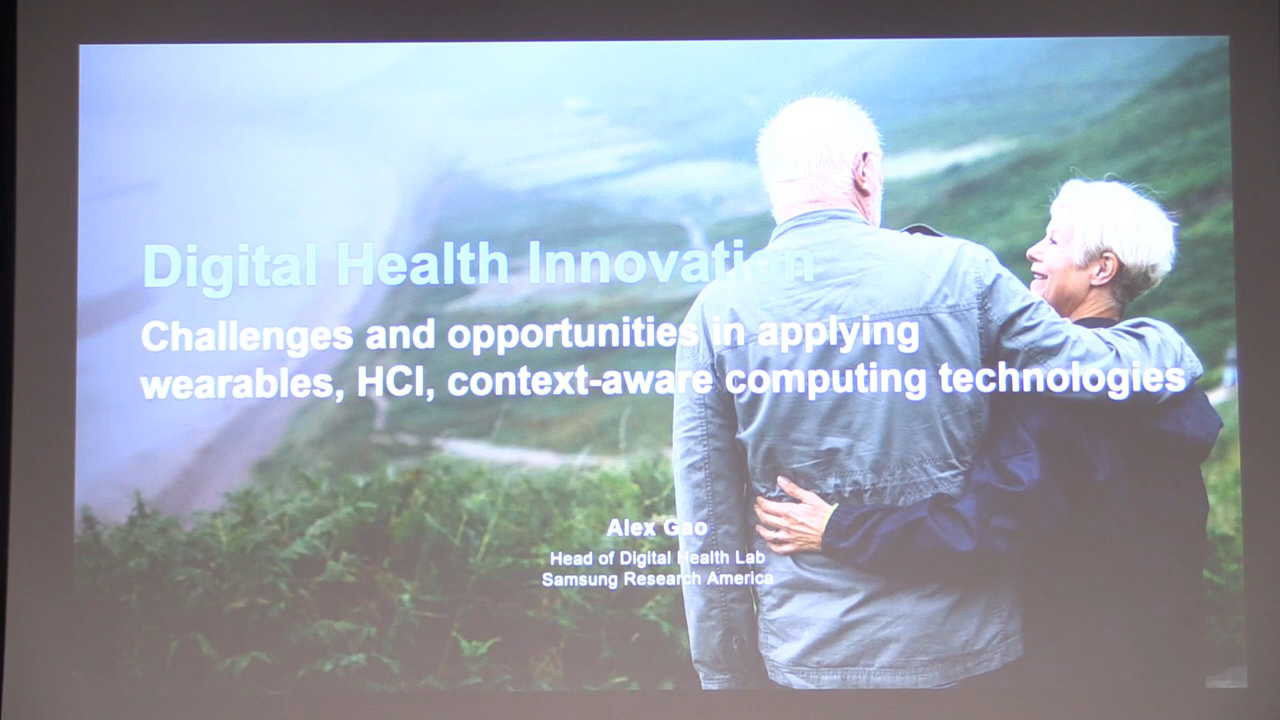 Digital Health Innovation
Challenges and opportunities in applying
wearables, HCI, context-aware computing technologies
Alex Gao
Head of Digital Health Lab
Samsung Research America